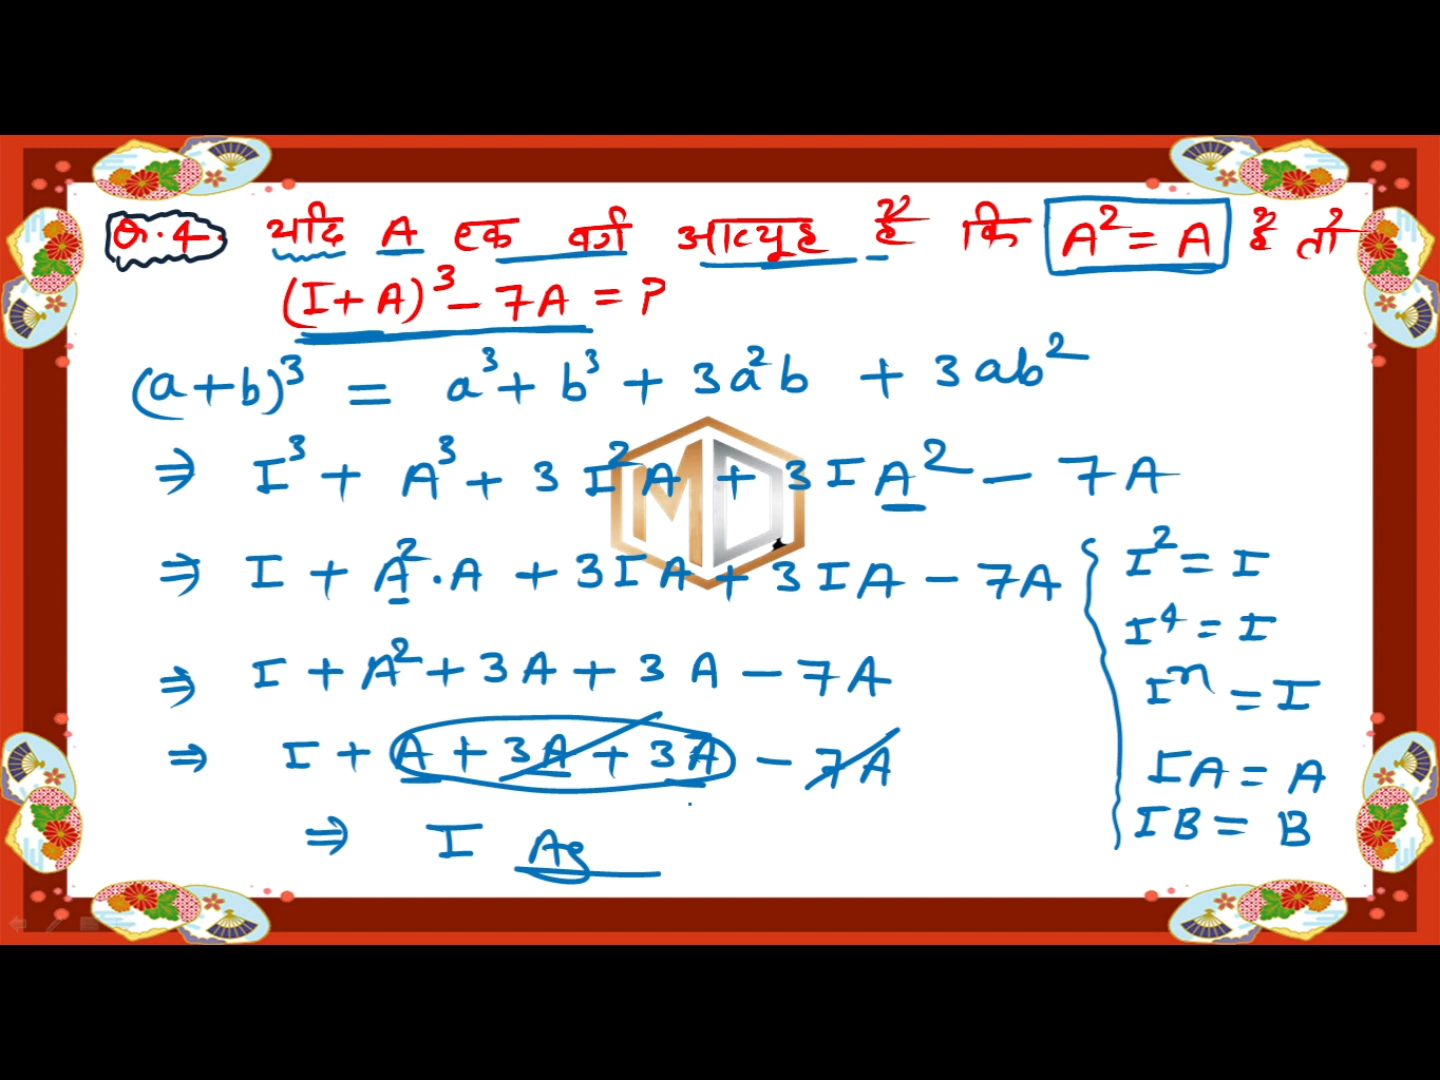 Q.4. यदि A एक वर्ग आव्यूह है कि A² = A है तो
(I+A)³ - 7A = ?
(a+b)³ = a³ + b³ + 3a²b + 3ab²
⇒ I³ + A³ + 3I²A + 3IA² - 7A
⇒ I + A².A + 3IA + 3IA - 7A
⇒ I + A² + 3A + 3A - 7A
⇒ I + A + 3A + 3A - 7A
⇒ I
I² = I
I⁴ = I
Iⁿ = I
IA = A
IB = B
MD